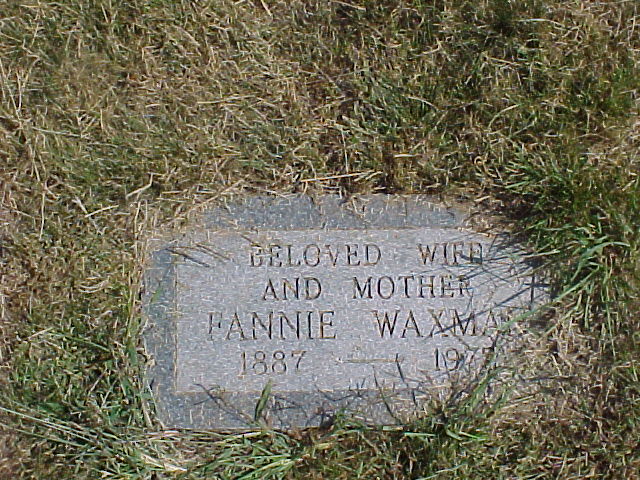 BELOVED WIFE
AND MOTHER
FANNIE WAXMAN
1887